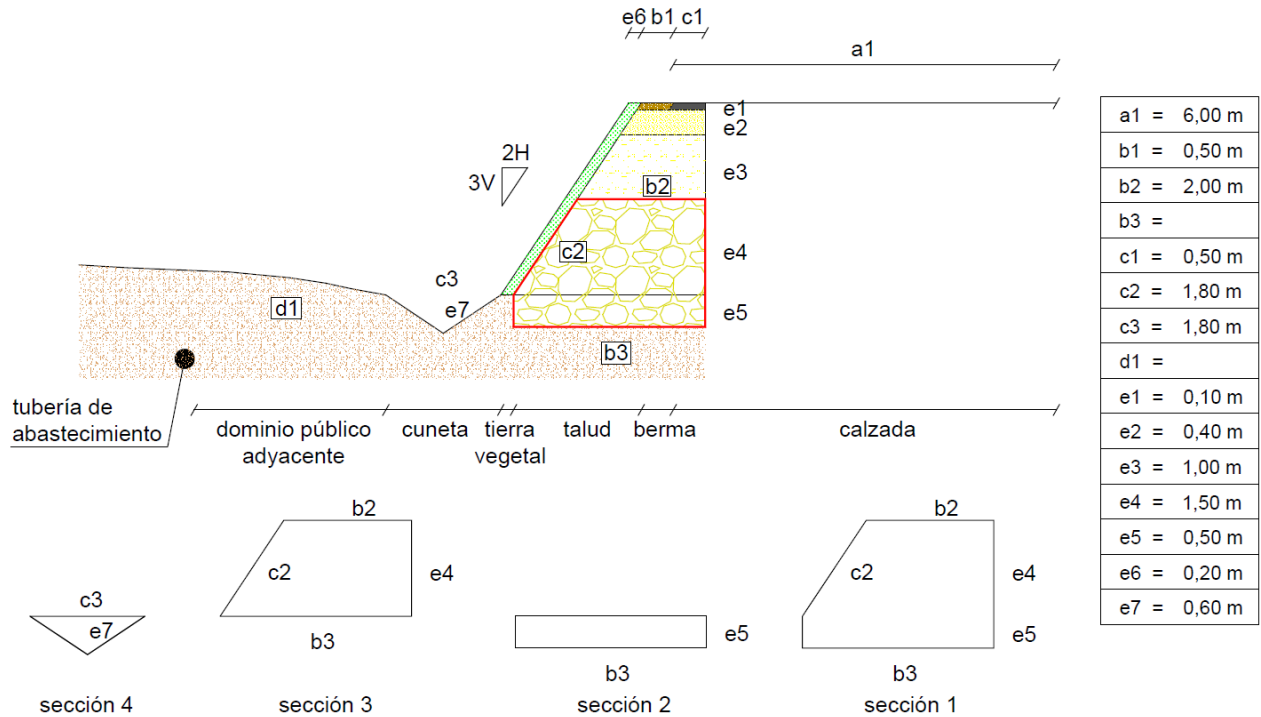 e6 b1 c1
a1
e1
e2
2H
3V
e3
b2
c2
e4
c3
e7
d1
e5
b3
tubería de
abastecimiento
dominio público
adyacente
cuneta
tierra
vegetal
talud
berma
calzada
a1 = 6,00 m
b1 = 0,50 m
b2 = 2,00 m
b3 =
c1 = 0,50 m
c2 = 1,80 m
c3 = 1,80 m
d1 =
e1 = 0,10 m
e2 = 0,40 m
e3 = 1,00 m
e4 = 1,50 m
e5 = 0,50 m
e6 = 0,20 m
e7 = 0,60 m
c3
e7
sección 4
b2
c2
e4
b3
sección 3
e5
b3
sección 2
b2
c2
e4
e5
b3
sección 1